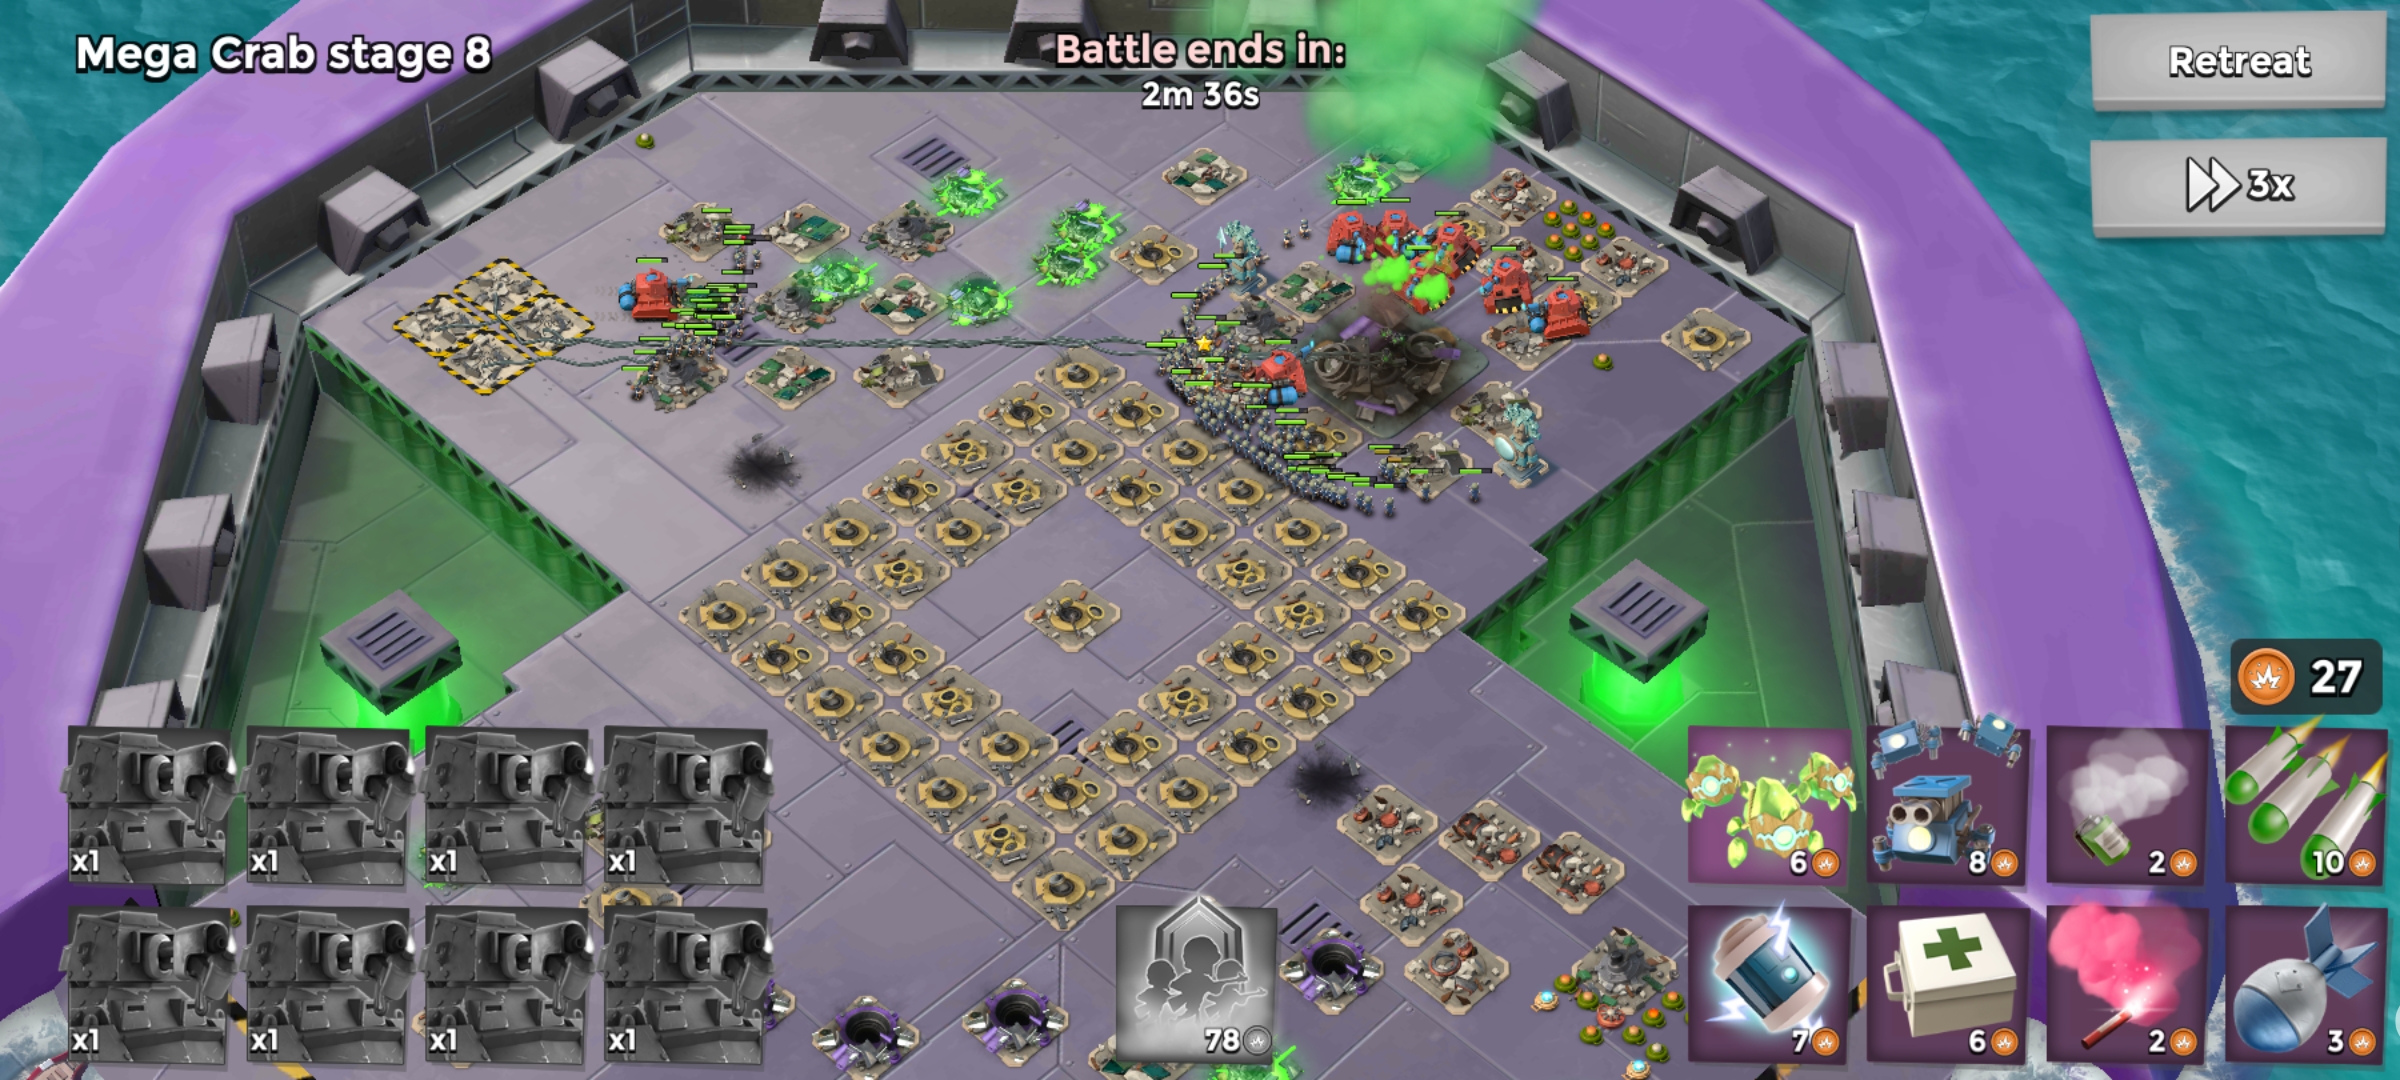 Mega Crab stage 8
Battle ends in:
2m 36s
Retreat
3x
27
x1 x1 x1 x1
6 8 2 10
x1 x1 x1 x1
78
7 6 2 3